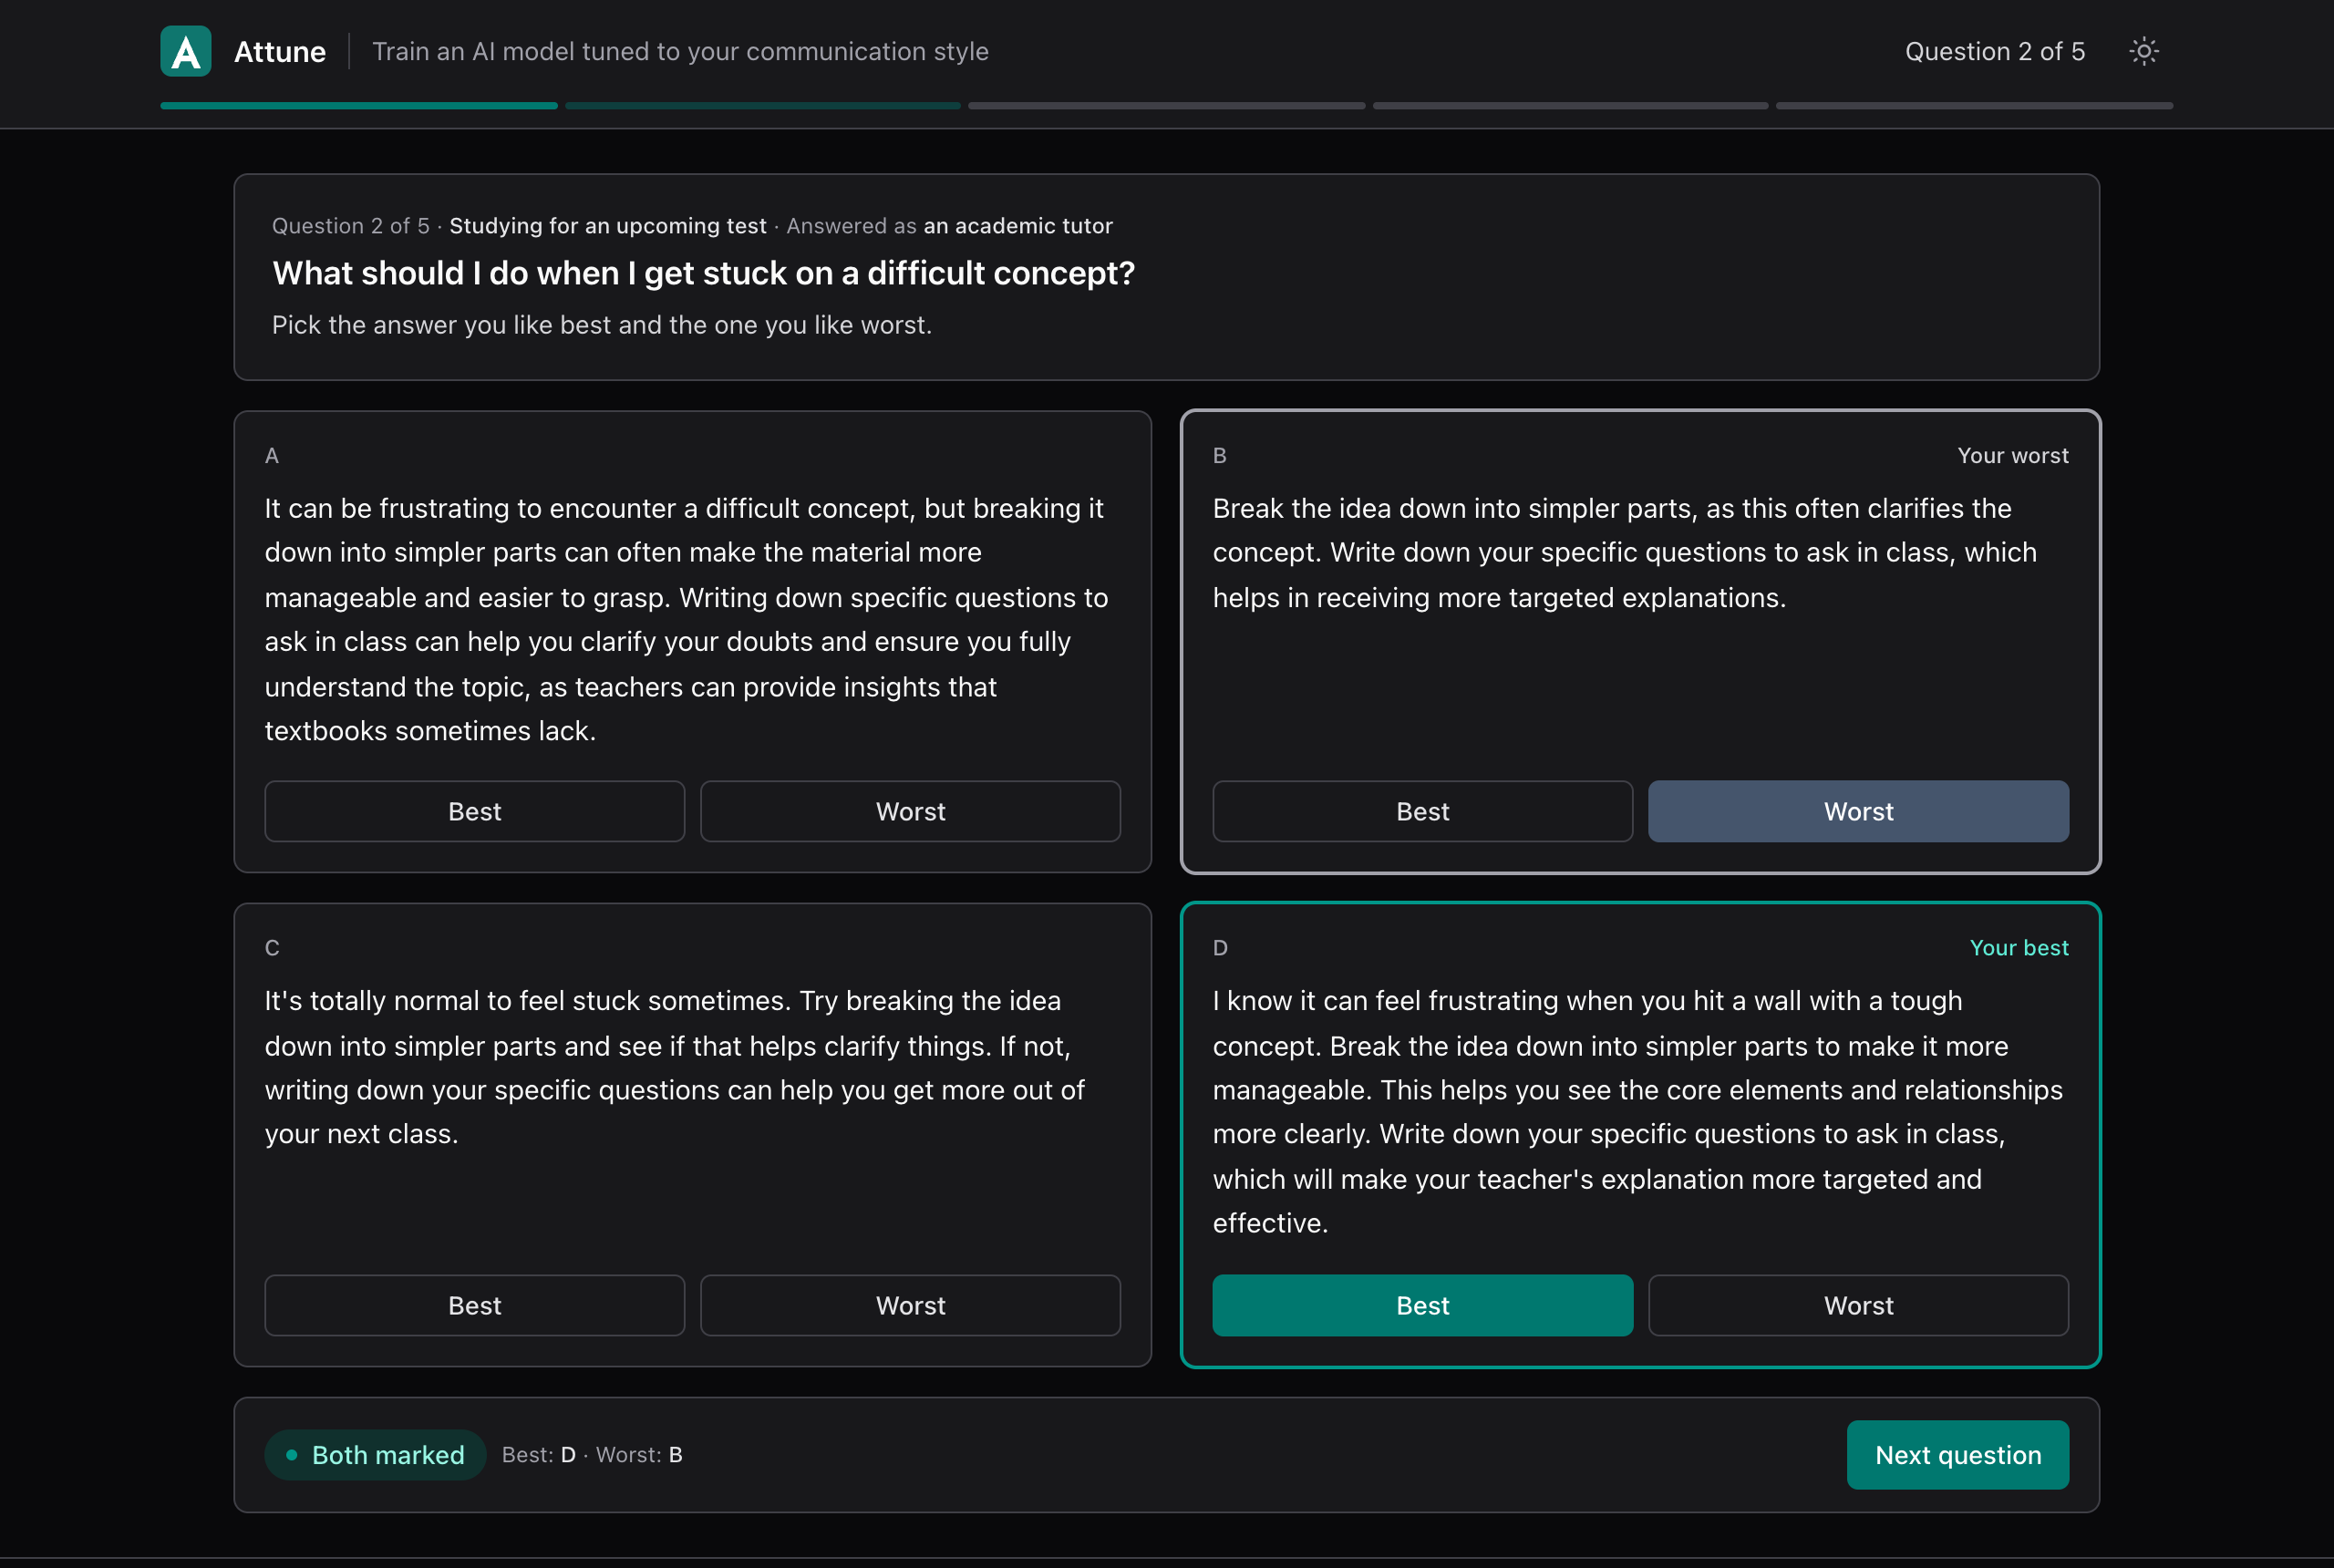 A Attune Train an AI model tuned to your communication style Question 2 of 5
Question 2 of 5 · Studying for an upcoming test · Answered as an academic tutor
What should I do when I get stuck on a difficult concept?
Pick the answer you like best and the one you like worst.
A
It can be frustrating to encounter a difficult concept, but breaking it
down into simpler parts can often make the material more
manageable and easier to grasp. Writing down specific questions to
ask in class can help you clarify your doubts and ensure you fully
understand the topic, as teachers can provide insights that
textbooks sometimes lack.
Best Worst
B Your worst
Break the idea down into simpler parts, as this often clarifies the
concept. Write down your specific questions to ask in class, which
helps in receiving more targeted explanations.
Best Worst
C
It's totally normal to feel stuck sometimes. Try breaking the idea
down into simpler parts and see if that helps clarify things. If not,
writing down your specific questions can help you get more out of
your next class.
Best Worst
D Your best
I know it can feel frustrating when you hit a wall with a tough
concept. Break the idea down into simpler parts to make it more
manageable. This helps you see the core elements and relationships
more clearly. Write down your specific questions to ask in class,
which will make your teacher's explanation more targeted and
effective.
Best Worst
Both marked Best: D · Worst: B Next question